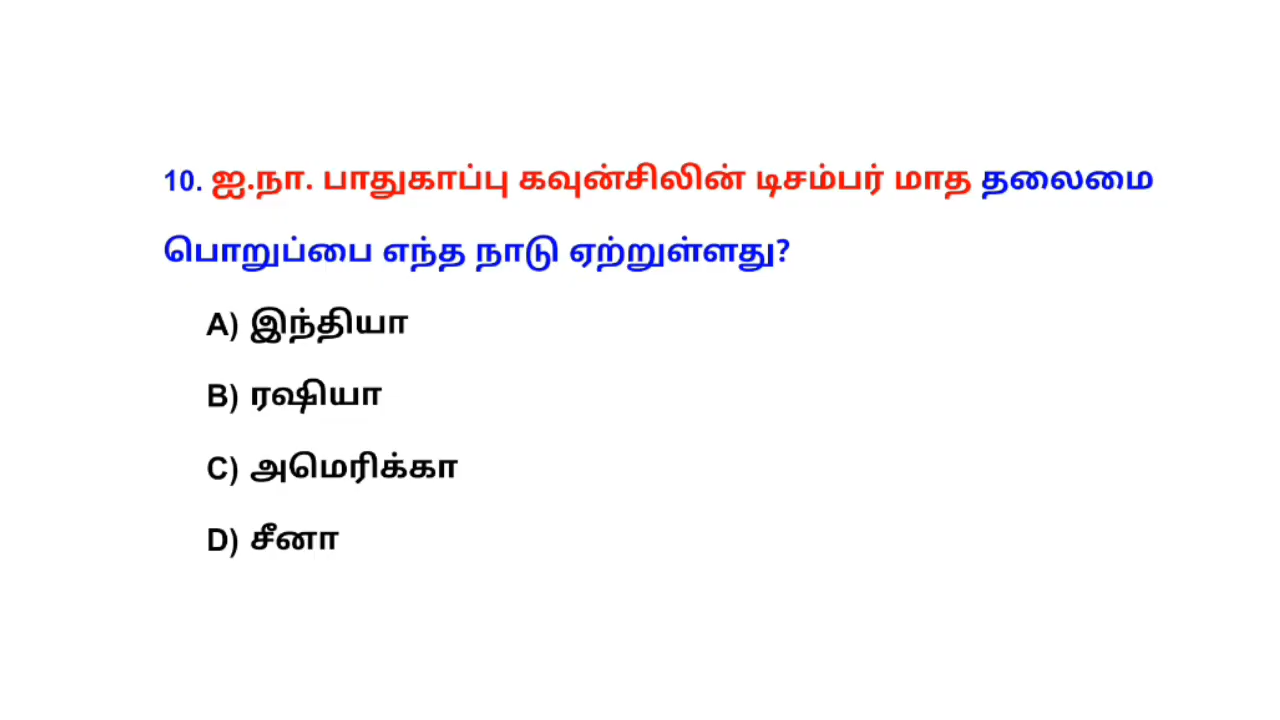 10. ஐ.நா. பாதுகாப்பு கவுன்சிலின் டிசம்பர் மாத தலைமை
பொறுப்பை எந்த நாடு ஏற்றுள்ளது?
A) இந்தியா
B) ரஷியா
C) அமெரிக்கா
D) சீனா